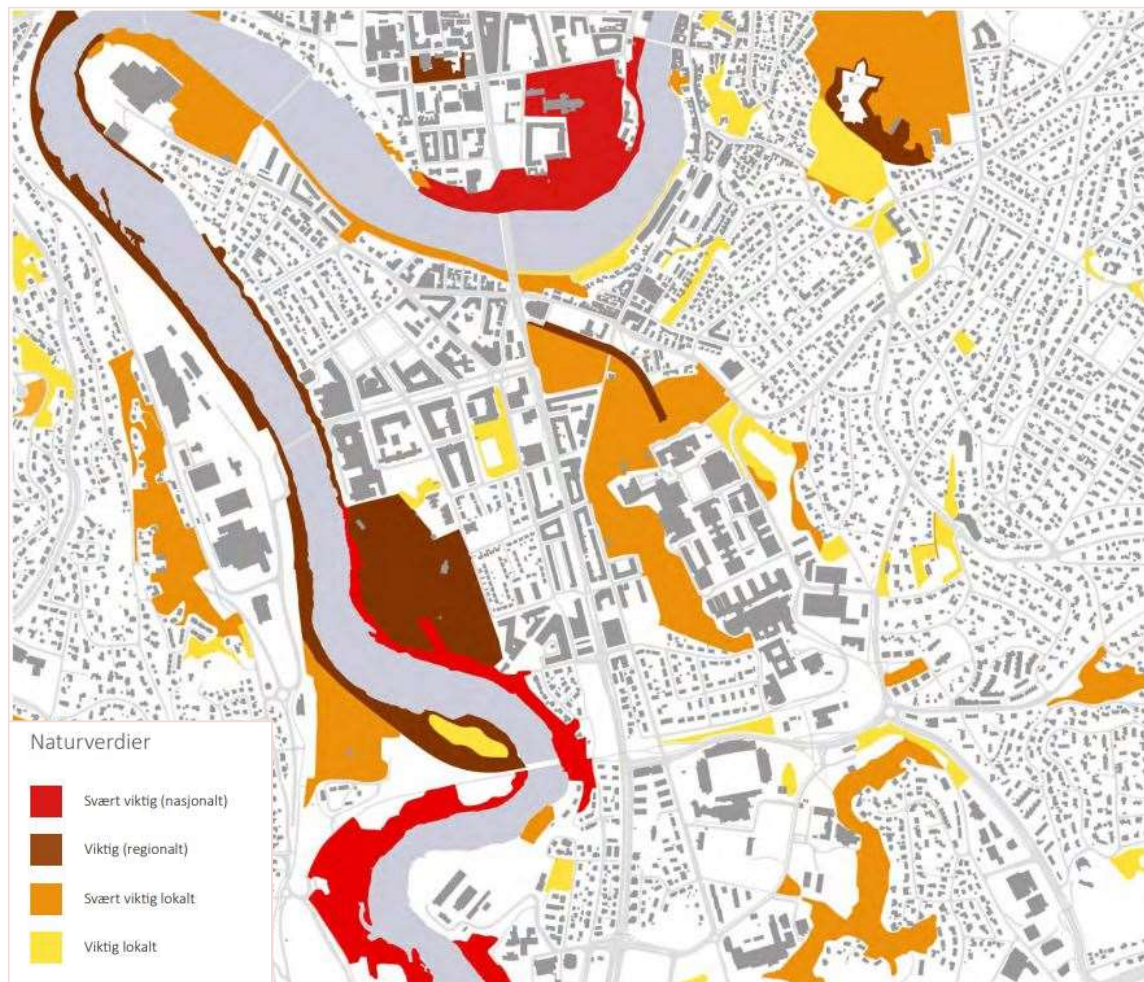 Naturverdier
Svært viktig (nasjonalt)
Viktig (regionalt)
Svært viktig lokalt
Viktig lokalt